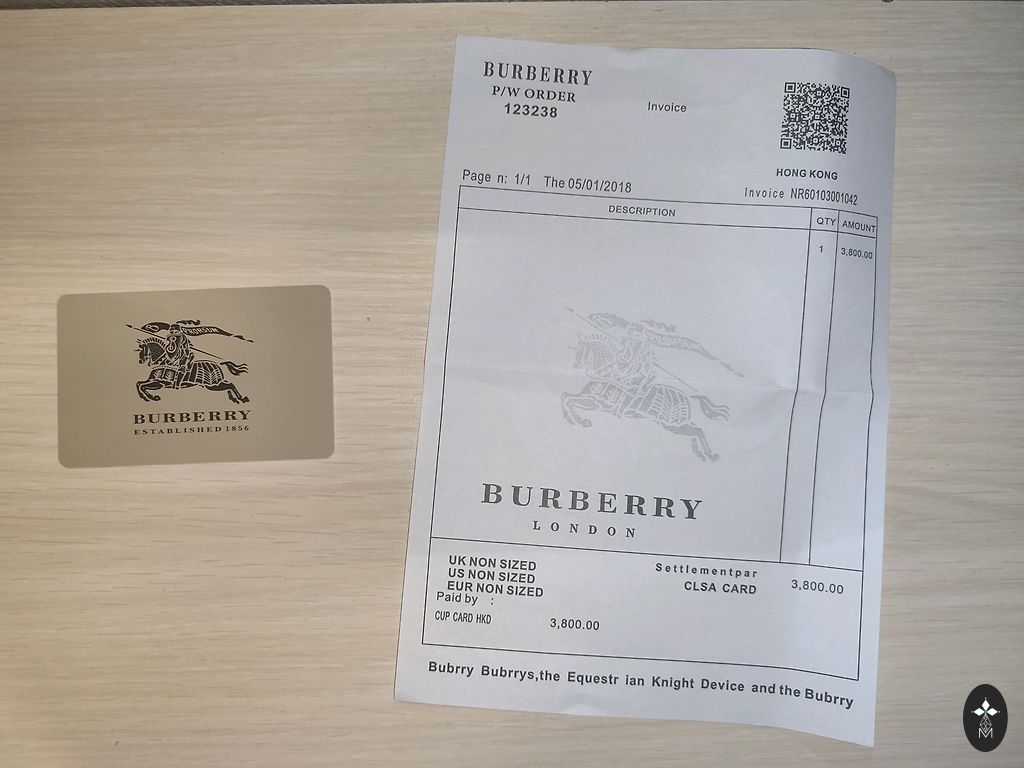 PRORSUM
BURBERRY
ESTABLISHED 1856
BURBERRY
P/W ORDER
123238
Invoice
HONG KONG
Page n: 1/1 The 05/01/2018
Invoice NR60103001042
DESCRIPTION QTY AMOUNT
1 3,800.00
BURBERRY
LONDON
UK NON SIZED
US NON SIZED
EUR NON SIZED
Settlementpar
CLSA CARD 3,800.00
Paid by :
CUP CARD HKD 3,800.00
Bubrry Bubrrys,the Equestr ian Knight Device and the Bubrry